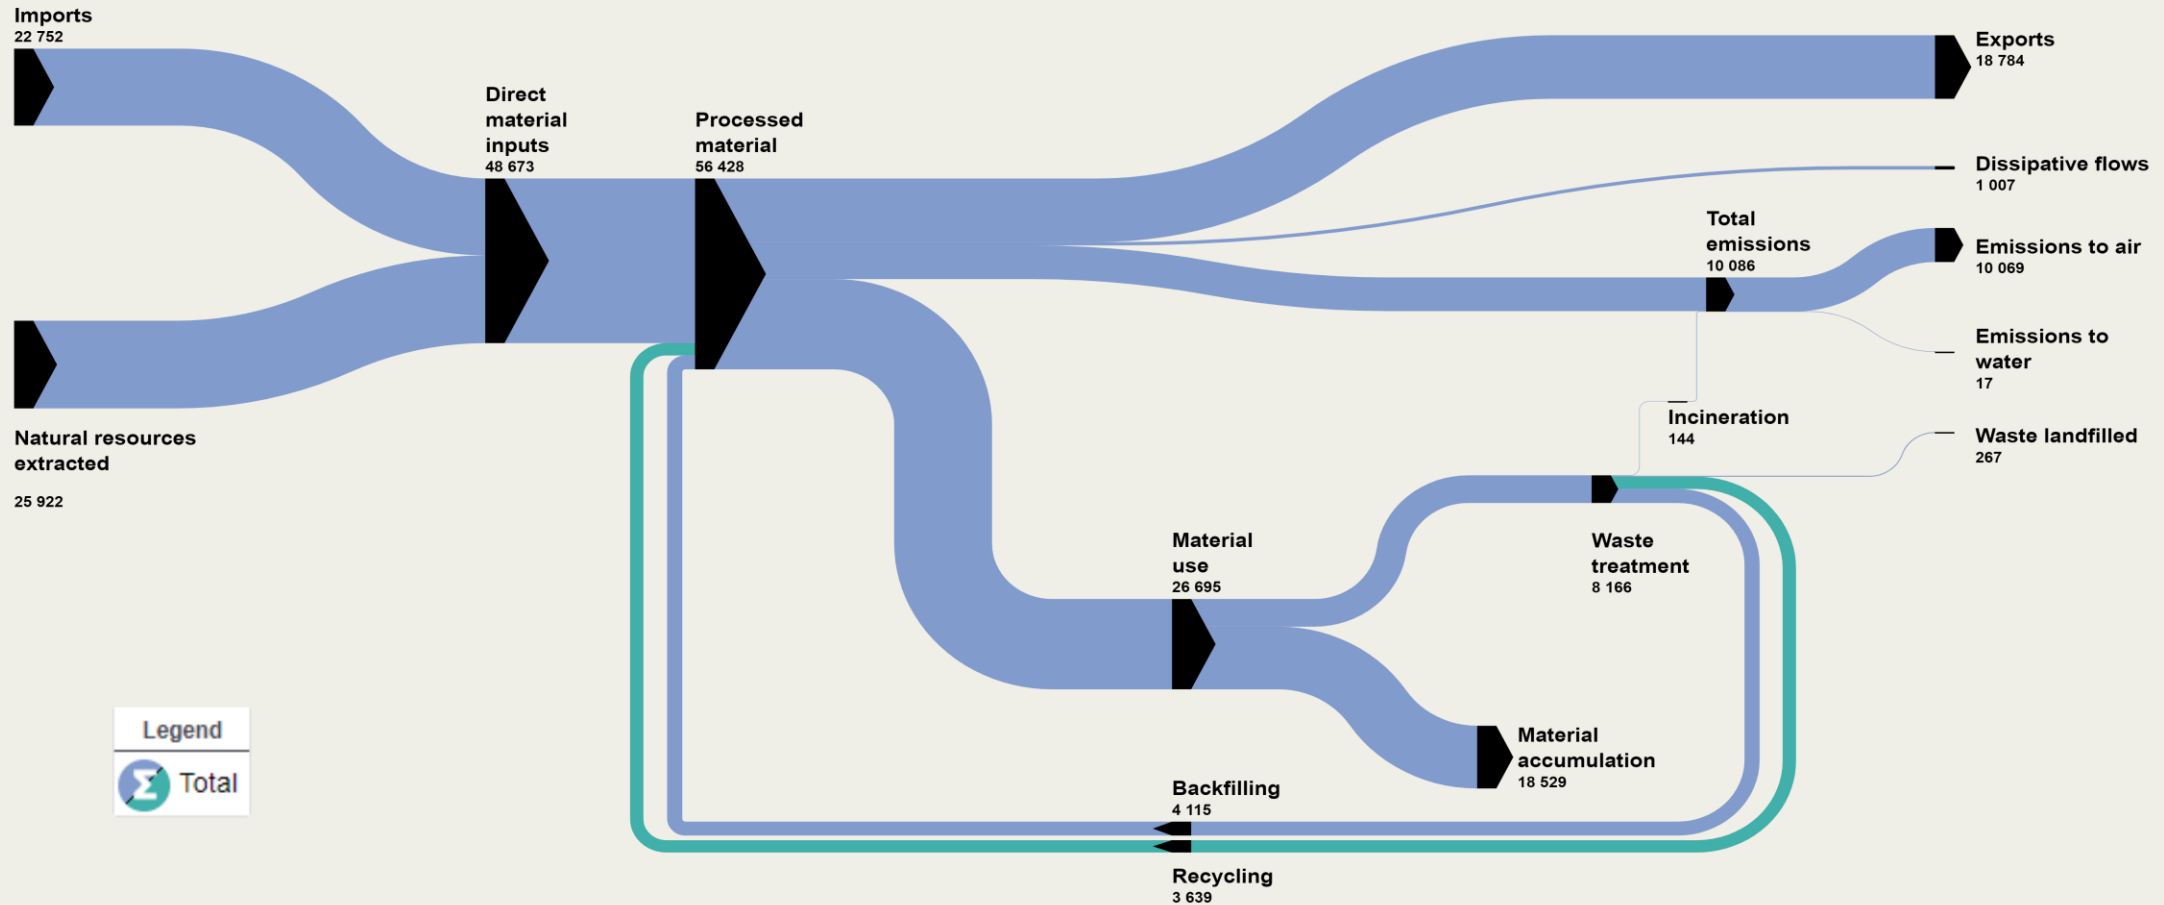 Imports
22 752
Direct
material
inputs
48 673
Processed
material
56 428
Exports
18 784
Dissipative flows
1 007
Total
emissions
10 086
Emissions to air
10 069
Emissions to
water
17
Incineration
144
Waste landfilled
267
Natural resources
extracted
25 922
Material
use
26 695
Waste
treatment
8 166
Material
accumulation
18 529
Backfilling
4 115
Recycling
3 639
Legend
Σ Total